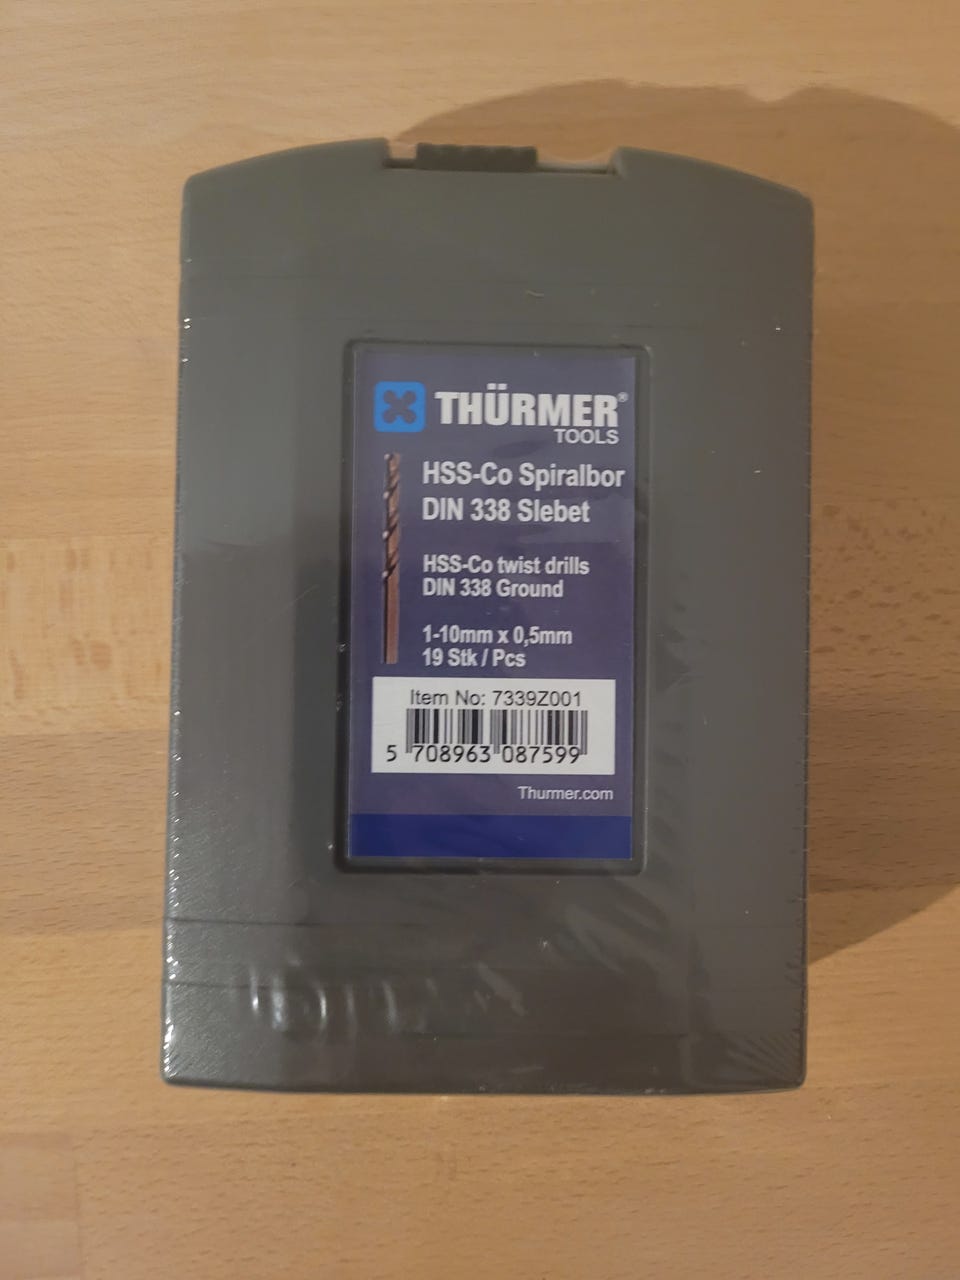 THÜRMER®
TOOLS
HSS-Co Spiralbor
DIN 338 Slebet
HSS-Co twist drills
DIN 338 Ground
1-10mm x 0,5mm
19 Stk / Pcs
Item No: 7339Z001
5 708963 087599
Thurmer.com